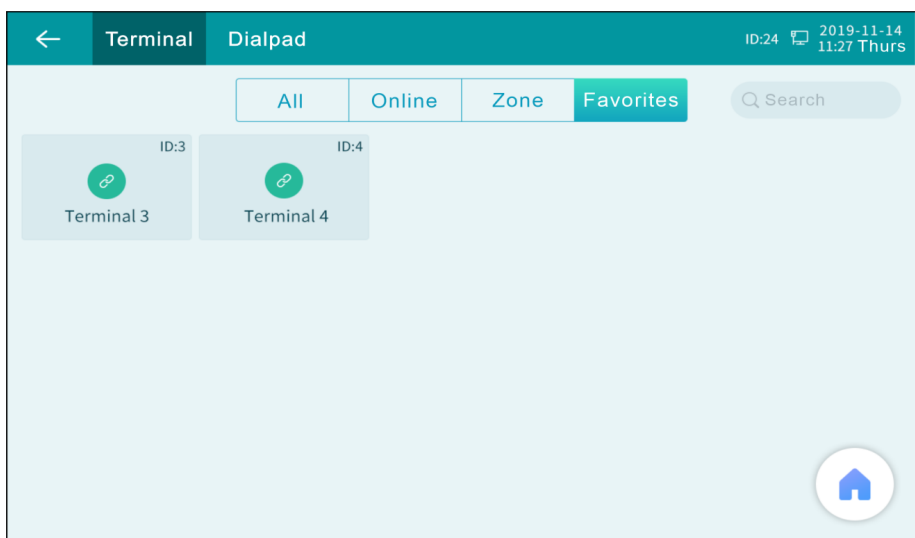 Terminal Dialpad ID:24 2019-11-14
11:27 Thurs
All Online Zone Favorites Search
ID:3 ID:4
Terminal 3 Terminal 4